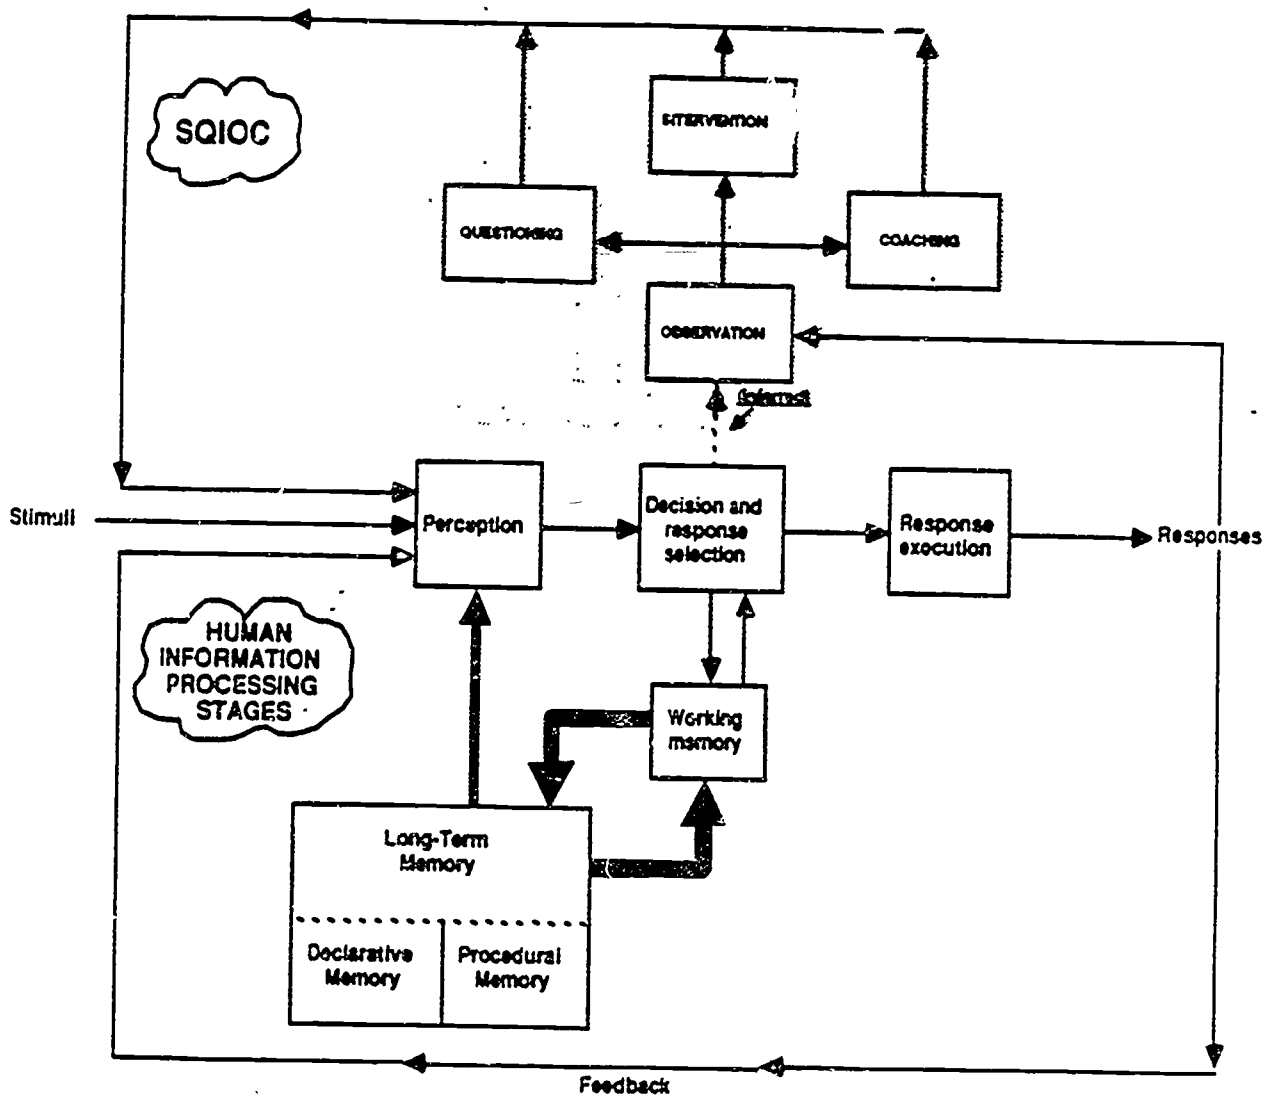 SQIOC
INTERVENTION
QUESTIONING
COACHING
OBSERVATION
(Inferred)
Stimuli
Perception
Decision and
response
selection
Response
execution
Responses
HUMAN
INFORMATION
PROCESSING
STAGES
Working
memory
Long-Term
Memory
Declarative
Memory
Procedural
Memory
Feedback